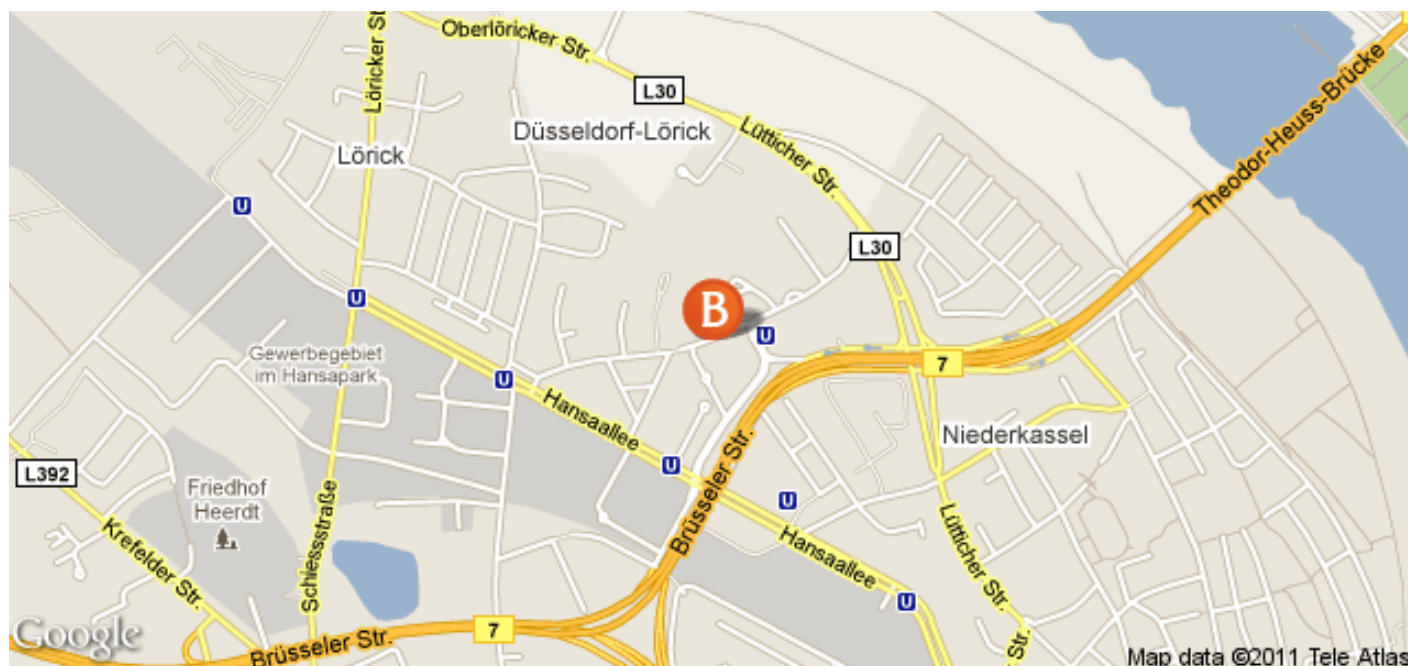 Oberlöricker Str.
Löricker Str.
L30
Düsseldorf-Lörick
Lörick
Lütticher Str.
Theodor-Heuss-Brücke
U
L30
U
B
U
Gewerbegebiet
im Hansapark
7
U
Hansaallee
Niederkassel
Brüsseler Str.
U
L392
Friedhof
Heerdt
U
Schiessstraße
Krefelder Str.
Hansaallee
Lütticher Str.
U
7
Brüsseler Str.
Str.
Google
Map data ©2011 Tele Atlas